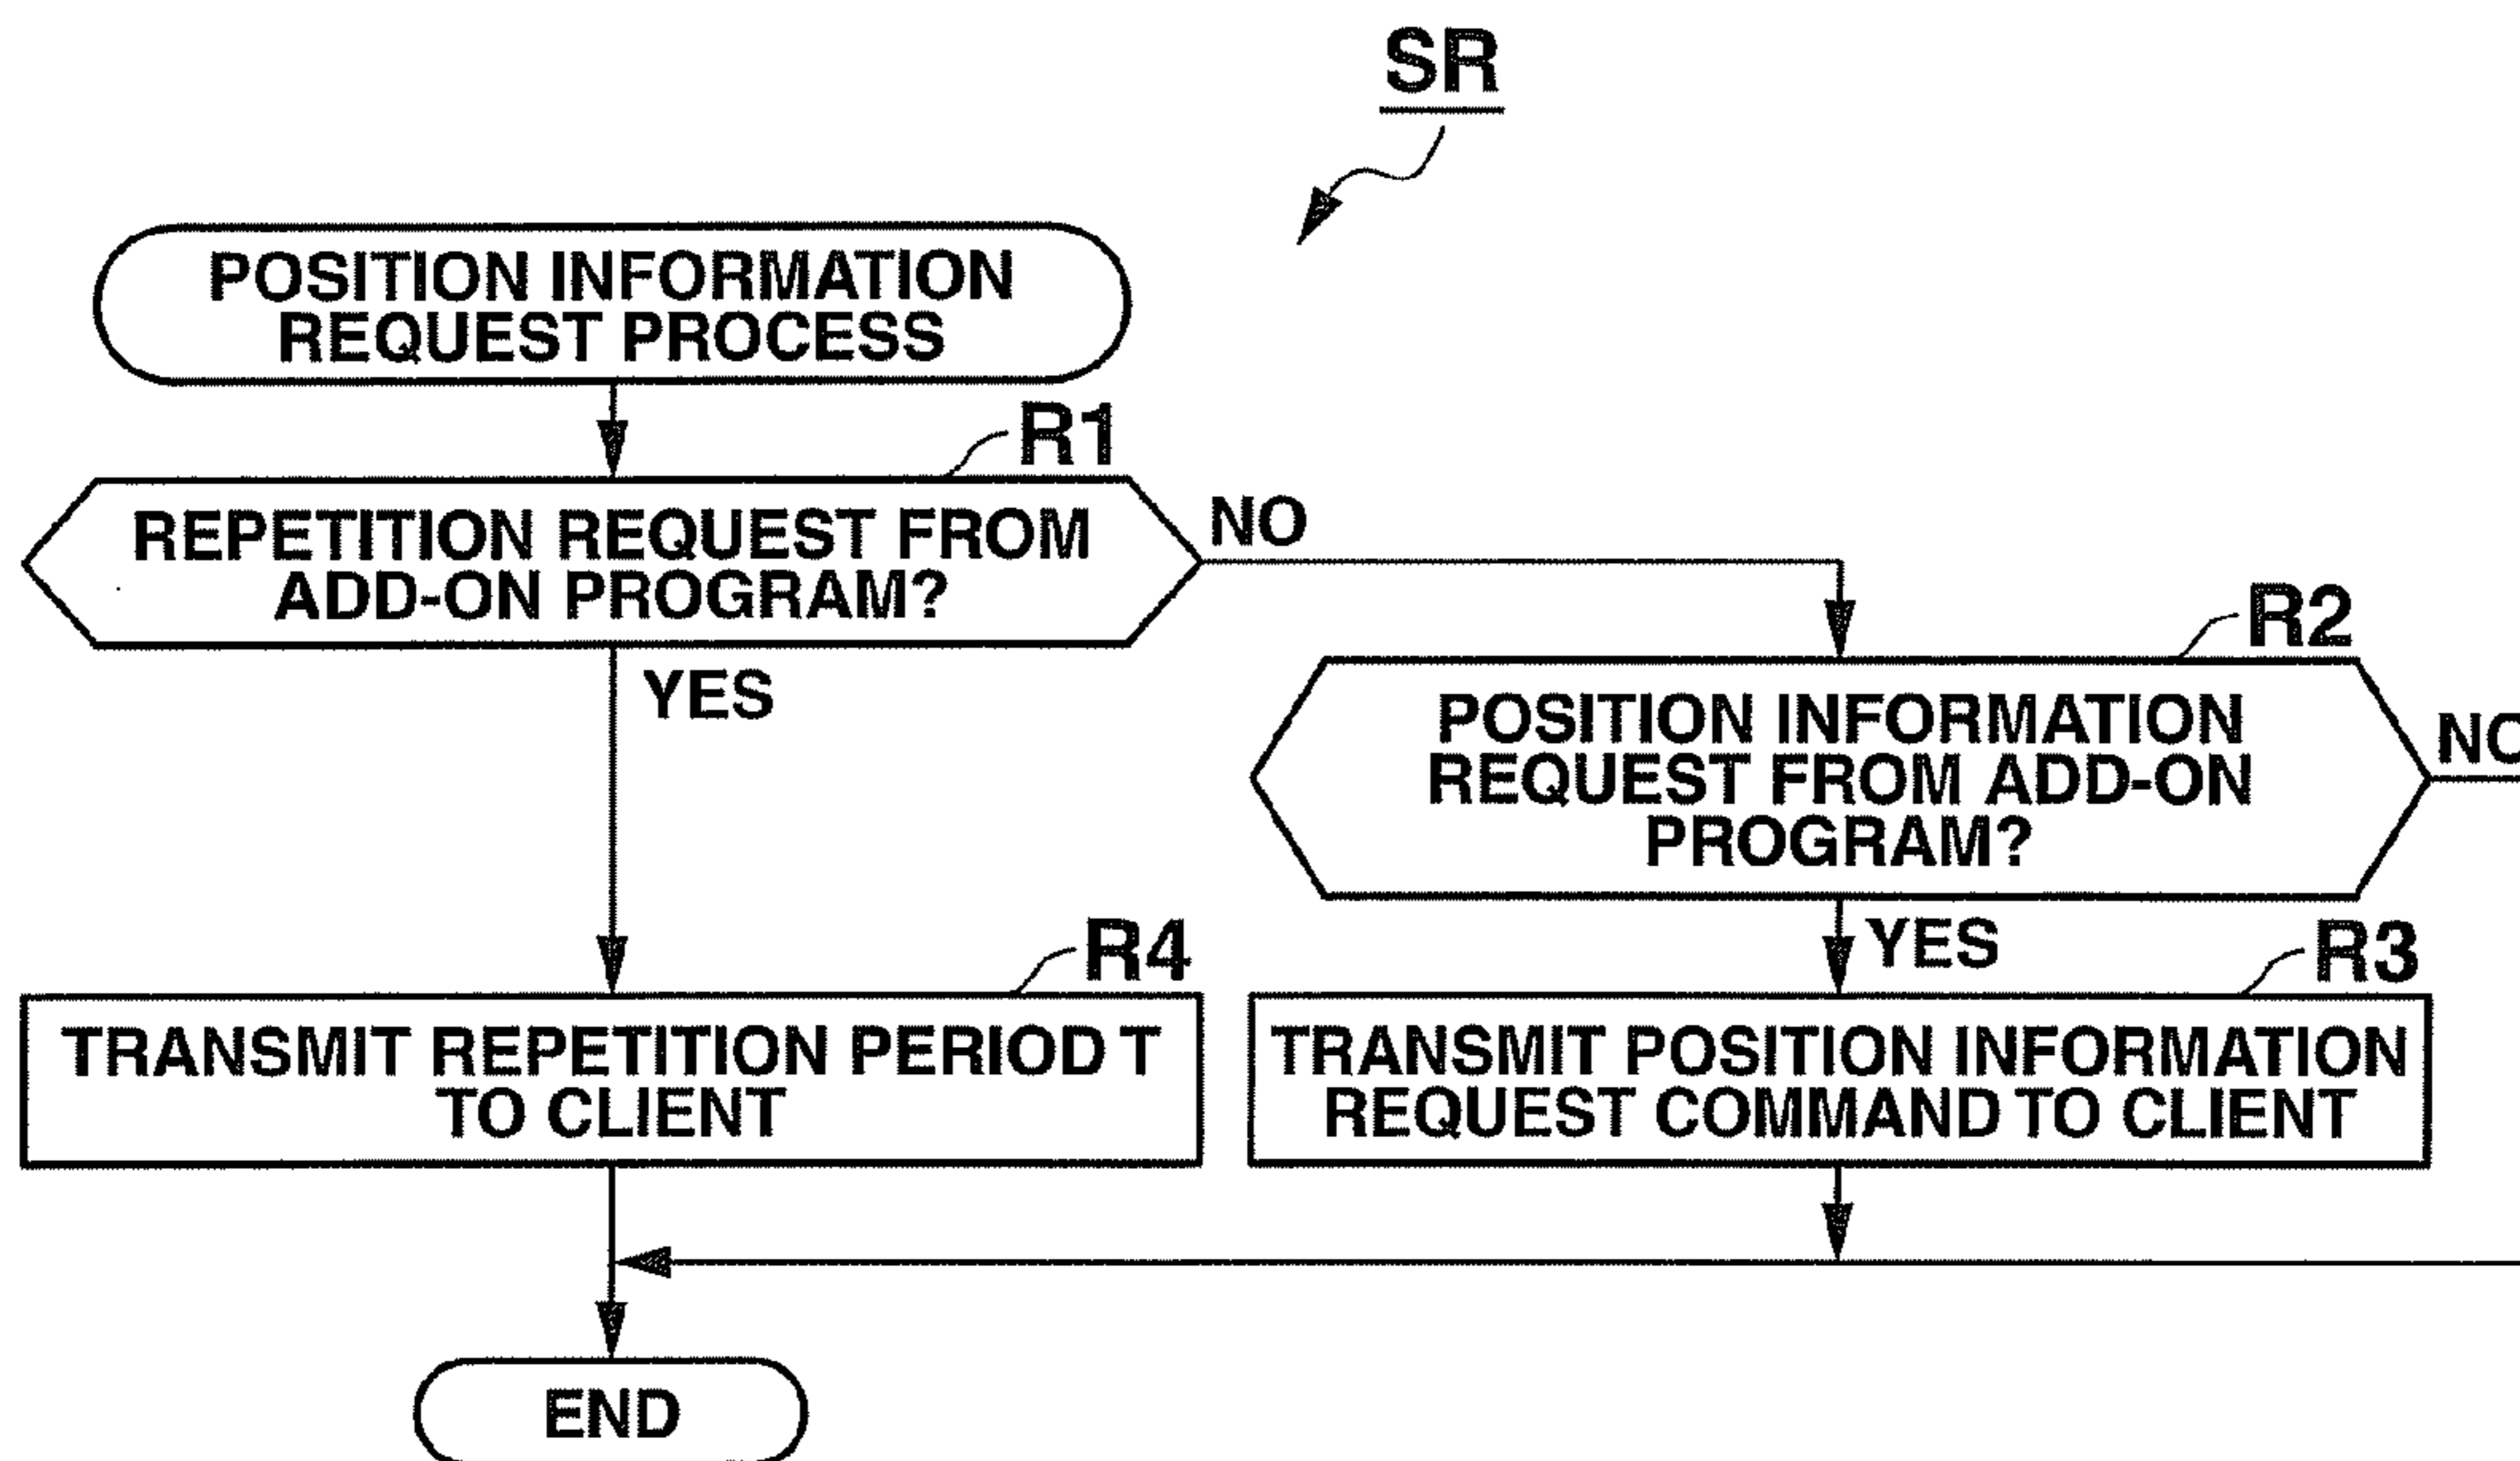 SR
POSITION INFORMATION
REQUEST PROCESS
R1
REPETITION REQUEST FROM
ADD-ON PROGRAM?
NO
YES
R2
POSITION INFORMATION
REQUEST FROM ADD-ON
PROGRAM?
NO
YES
R4
TRANSMIT REPETITION PERIOD T
TO CLIENT
R3
TRANSMIT POSITION INFORMATION
REQUEST COMMAND TO CLIENT
END